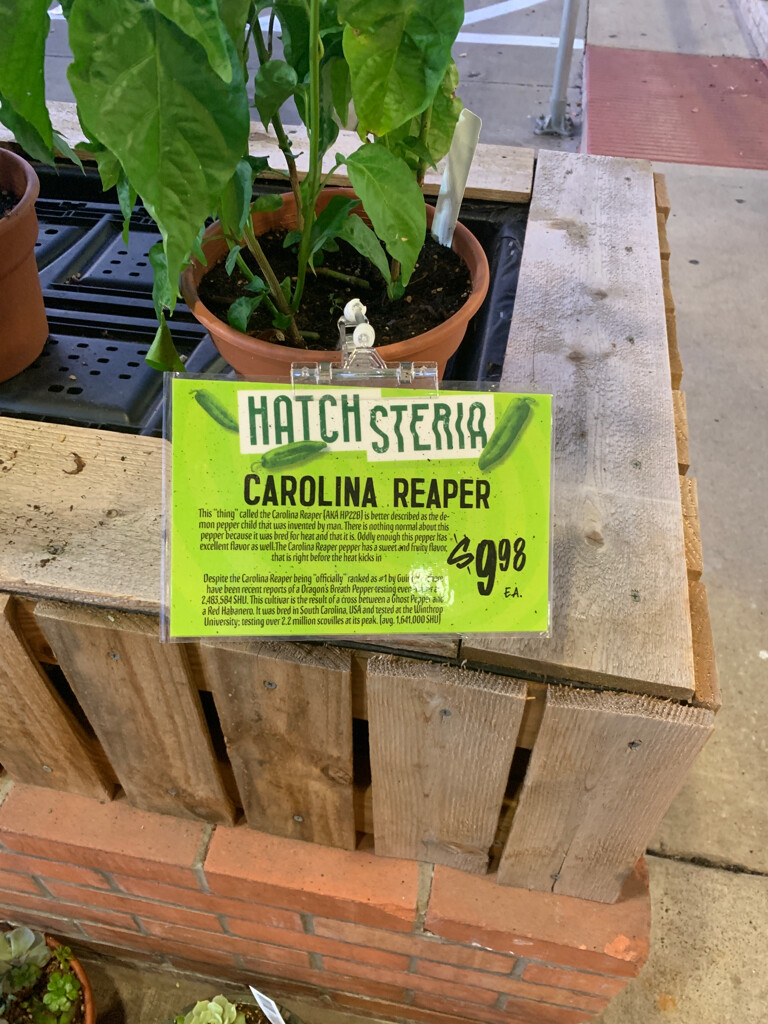 HATCH STERIA
CAROLINA REAPER
This "thing" called the Carolina Reaper (AKA HP22B) is better described as the de-
mon pepper child that was invented by man. There is nothing normal about this
pepper because it was bred for heat and that it is. Oddly enough this pepper has
excellent flavor as well. The Carolina Reaper pepper has a sweet and fruity flavor,
that is right before the heat kicks in
$9.98
EA.
Despite the Carolina Reaper being "officially" ranked as #1 by
have been recent reports of a Dragon's Breath Pepper testing
2,483,584 SHU. This cultivar is the result of a cross between a Ghost Pepper and
a Red Habanero. It was bred in South Carolina, USA and tested at the Winthrop
University; testing over 2.2 million scovilles at its peak. (avg. 1,641,000 SHU)